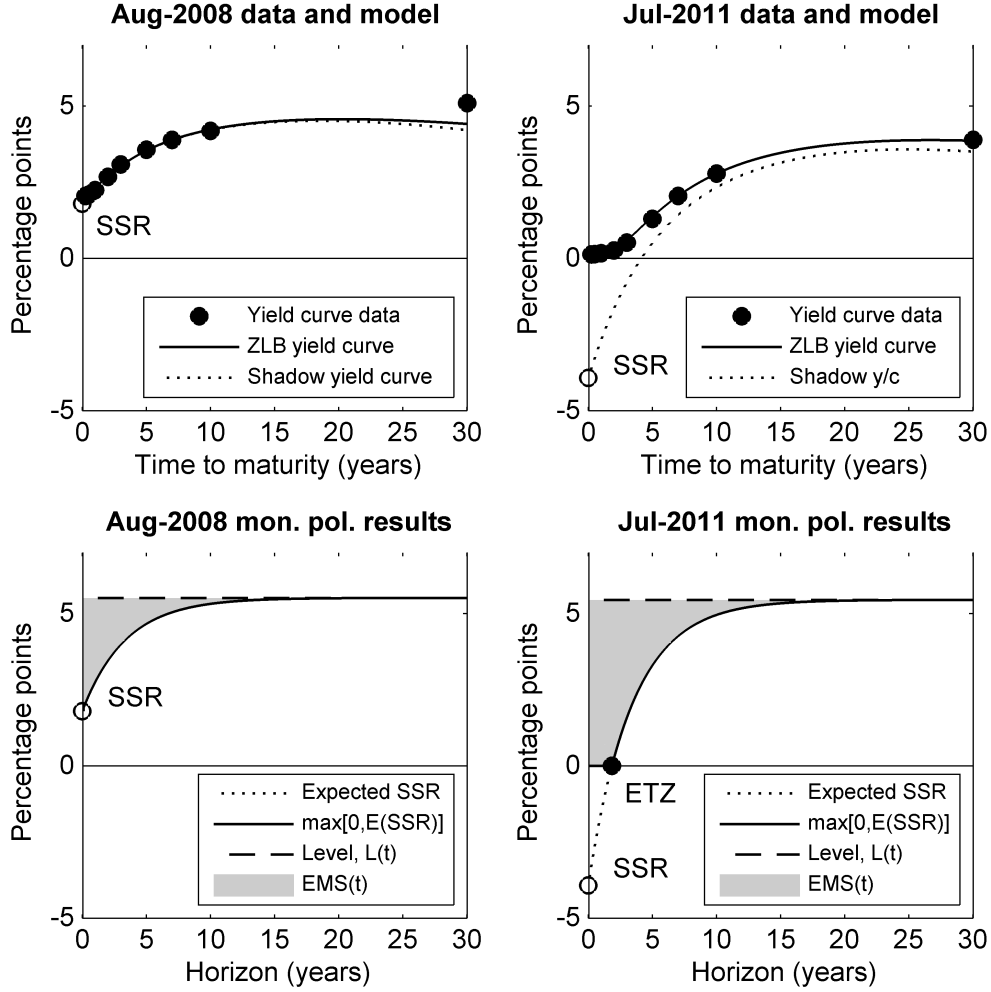 Aug-2008 data and model
Percentage points
5
0
-5
SSR
Yield curve data
ZLB yield curve
Shadow yield curve
0 5 10 15 20 25 30
Time to maturity (years)
Jul-2011 data and model
Percentage points
5
0
-5
SSR
Yield curve data
ZLB yield curve
Shadow y/c
0 5 10 15 20 25 30
Time to maturity (years)
Aug-2008 mon. pol. results
Percentage points
5
0
-5
SSR
Expected SSR
max[0,E(SSR)]
Level, L(t)
EMS(t)
0 5 10 15 20 25 30
Horizon (years)
Jul-2011 mon. pol. results
Percentage points
5
0
-5
ETZ
SSR
Expected SSR
max[0,E(SSR)]
Level, L(t)
EMS(t)
0 5 10 15 20 25 30
Horizon (years)